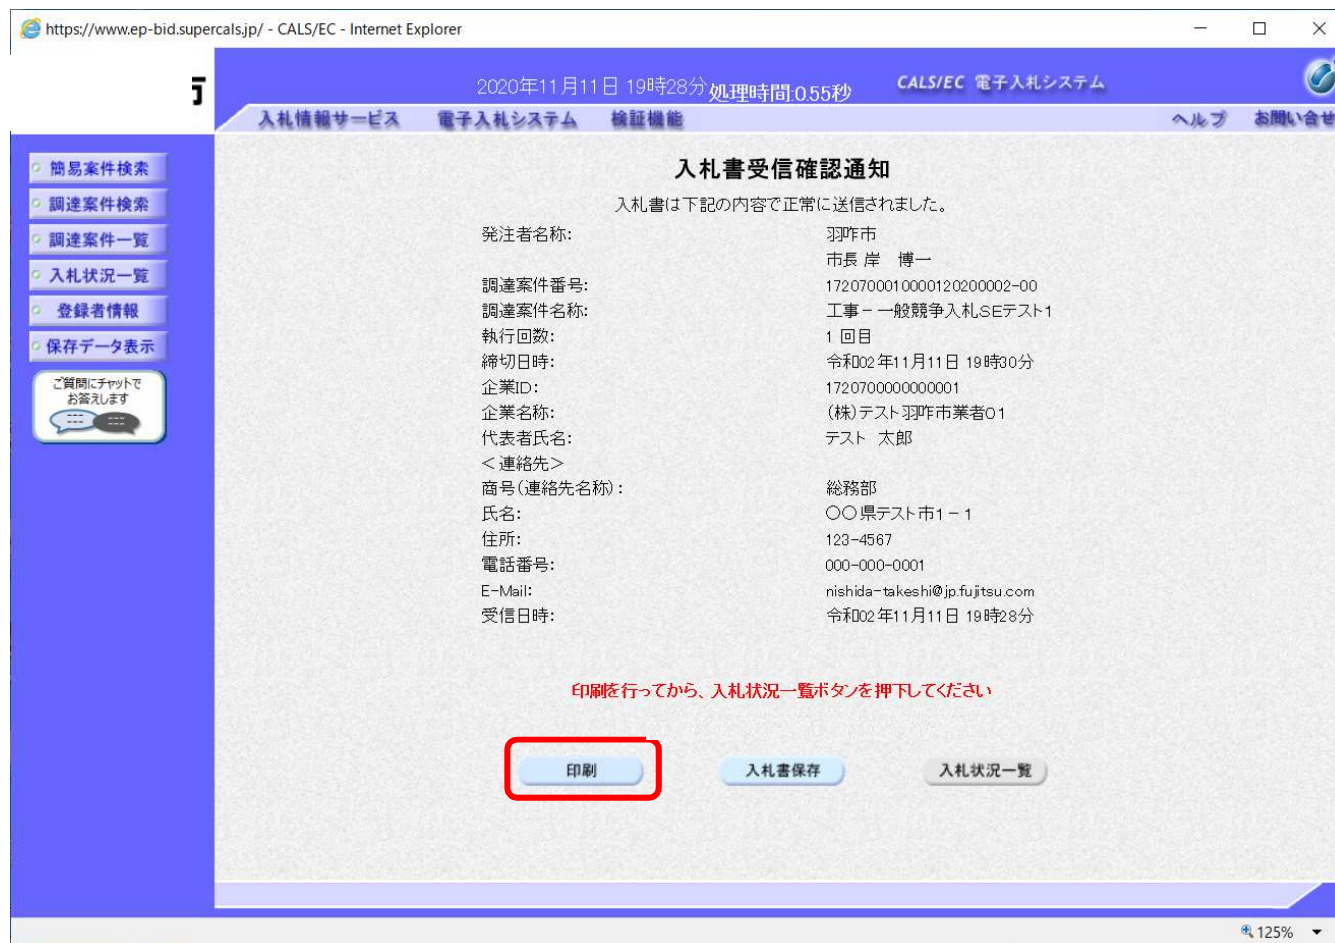 https://www.ep-bid.supercals.jp/ - CALS/EC - Internet Explorer
2020年11月11日 19時28分 処理時間:0.55秒 CALS/EC 電子入札システム
入札情報サービス 電子入札システム 検証機能 ヘルプ お問い合せ
簡易案件検索
調達案件検索
調達案件一覧
入札状況一覧
登録者情報
保存データ表示
ご質問にチャットで
お答えします
入札書受信確認通知
入札書は下記の内容で正常に送信されました。
発注者名称: 羽咋市
市長 岸 博一
調達案件番号: 1720700010000120200002-00
調達案件名称: 工事－一般競争入札SEテスト1
執行回数: 1 回目
締切日時: 令和02年11月11日 19時30分
企業ID: 1720700000000001
企業名称: (株)テスト羽咋市業者01
代表者氏名: テスト 太郎
＜連絡先＞
商号(連絡先名称): 総務部
氏名: 〇〇県テスト市1－1
住所: 123-4567
電話番号: 000-000-0001
E-Mail: nishida-takeshi@jp.fujitsu.com
受信日時: 令和02年11月11日 19時28分
印刷を行ってから、入札状況一覧ボタンを押下してください
印刷 入札書保存 入札状況一覧
125%